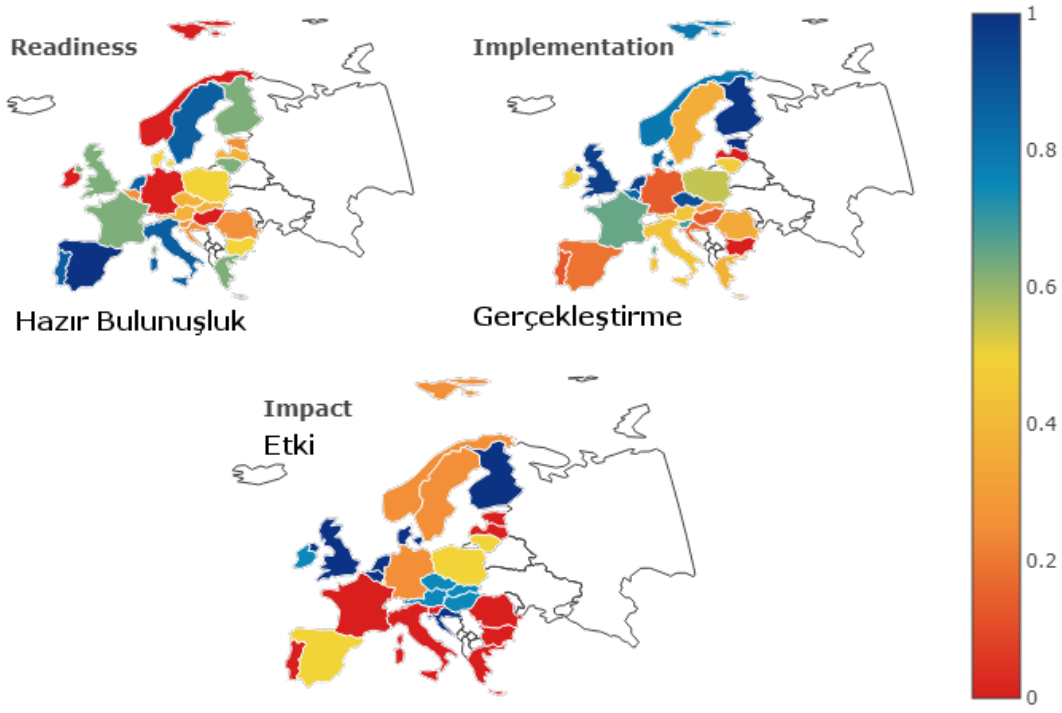 Readiness
Implementation
Hazır Bulunuşluk
Gerçekleştirme
Impact
Etki
1
0.8
0.6
0.4
0.2
0